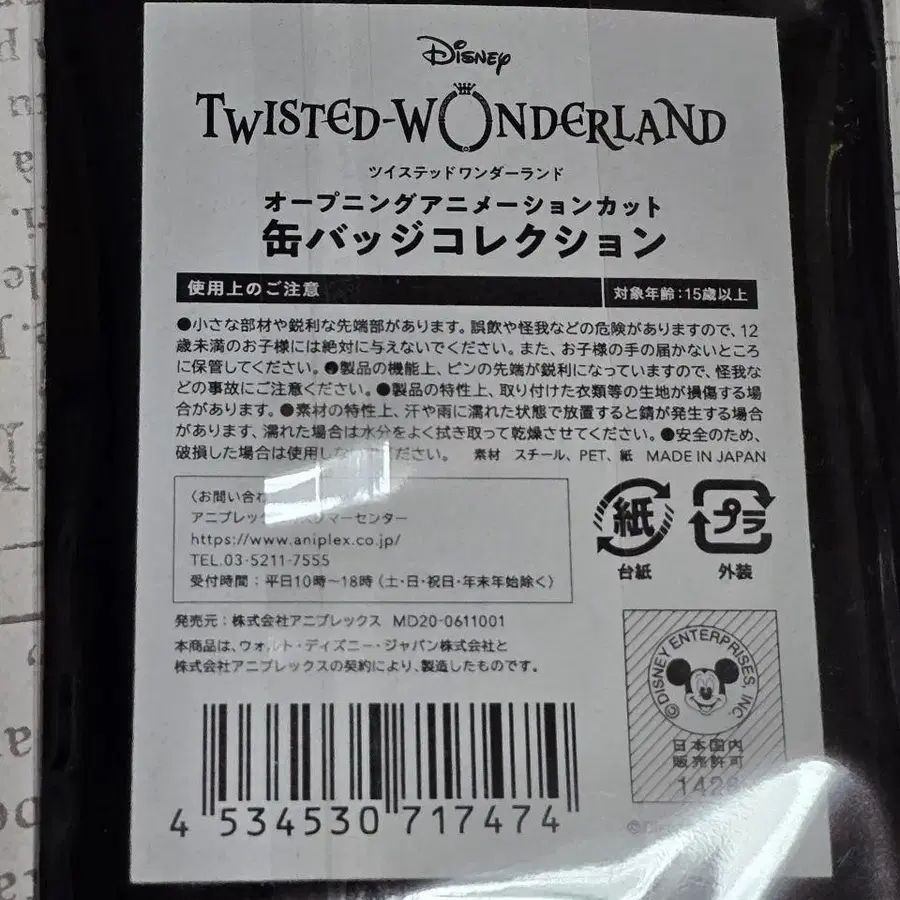 Disney
TWISTED-WONDERLAND
ツイステッドワンダーランド
オープニングアニメーションカット
缶バッジコレクション
使用上のご注意
対象年齢:15歳以上
●小さな部材や鋭利な先端部があります。誤飲や怪我などの危険がありますので、12
歳未満のお子様には絶対に与えないでください。また、お子様の手の届かないところ
に保管してください。●製品の機能上、ピンの先端が鋭利になっていますので、怪我な
どの事故にご注意ください。●製品の特性上、取り付けた衣類等の生地が損傷する場
合があります。●素材の特性上、汗や雨に濡れた状態で放置すると錆が発生する場合
があります、濡れた場合は水分をよく拭き取って乾燥させてください。●安全のため、
破損した場合は使用しないでください。 素材 スチール、PET、紙 MADE IN JAPAN
〈お問い合わ
アニプレックスカスタマーセンター
https://www.aniplex.co.jp/
TEL.03-5211-7555
受付時間:平日10時~18時(土・日・祝日・年末年始除く)
紙
台紙
プラ
外装
発売元:株式会社アニプレックス MD20-0611001
本商品は、ウォルト・ディズニー・ジャパン株式会社と
株式会社アニプレックスの契約により、製造したものです。
©DISNEY ENTERPRISES, INC.
日本国内
販売許可
142
4 534530 717474
©Disney